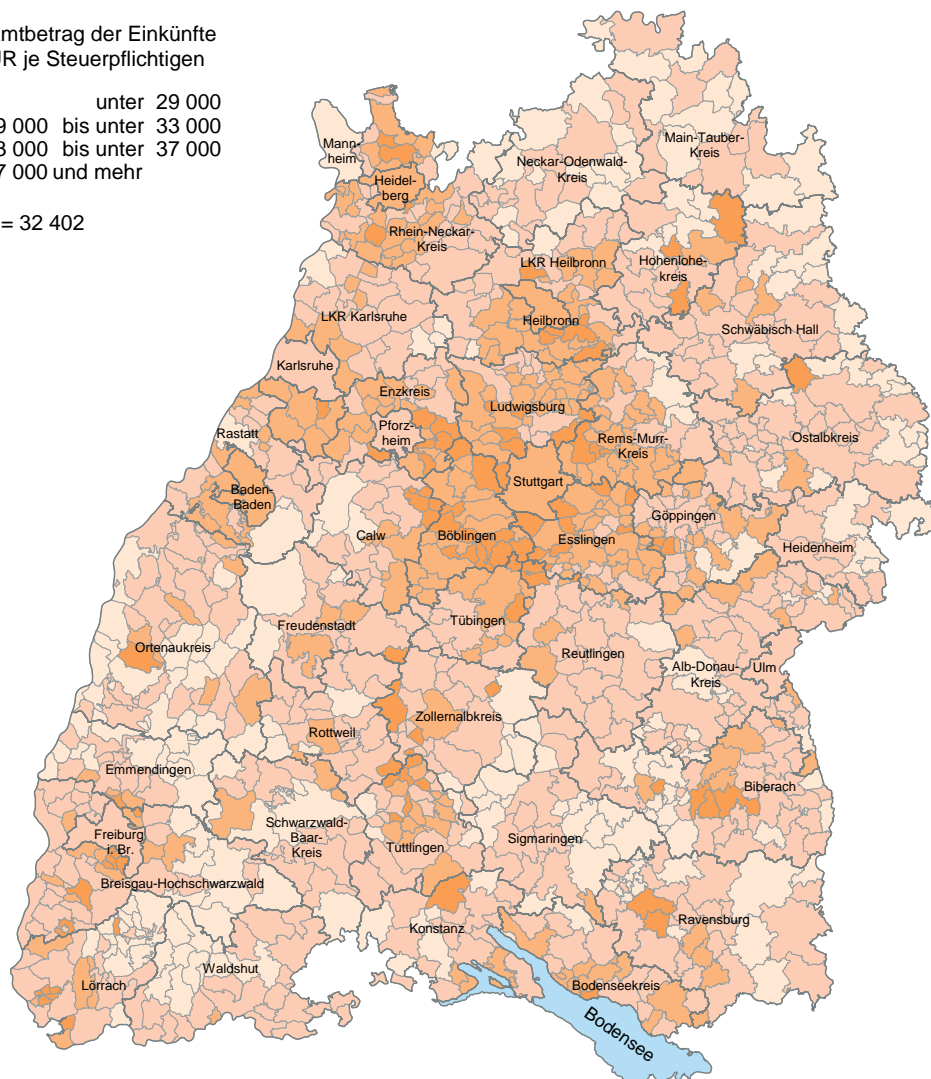 amtbetrag der Einkünfte
UR je Steuerpflichtigen
unter 29 000
9 000 bis unter 33 000
3 000 bis unter 37 000
7 000 und mehr
= 32 402
Main-Tauber-
Kreis
Mann-
heim
Neckar-Odenwald-
Kreis
Heidel-
berg
Rhein-Neckar-
Kreis
LKR Heilbronn
Hohenlohe-
kreis
LKR Karlsruhe
Heilbronn
Schwäbisch Hall
Karlsruhe
Enzkreis
Ludwigsburg
Pforz-
heim
Rastatt
Rems-Murr-
Kreis
Ostalbkreis
Baden-
Baden
Stuttgart
Göppingen
Calw
Böblingen
Esslingen
Heidenheim
Freudenstadt
Tübingen
Ortenaukreis
Reutlingen
Alb-Donau-
Kreis
Ulm
Zollernalbkreis
Rottweil
Emmendingen
Biberach
Freiburg
i. Br.
Schwarzwald-
Baar-
Kreis
Tuttlingen
Sigmaringen
Breisgau-Hochschwarzwald
Konstanz
Ravensburg
Waldshut
Lörrach
Bodenseekreis
Bodensee